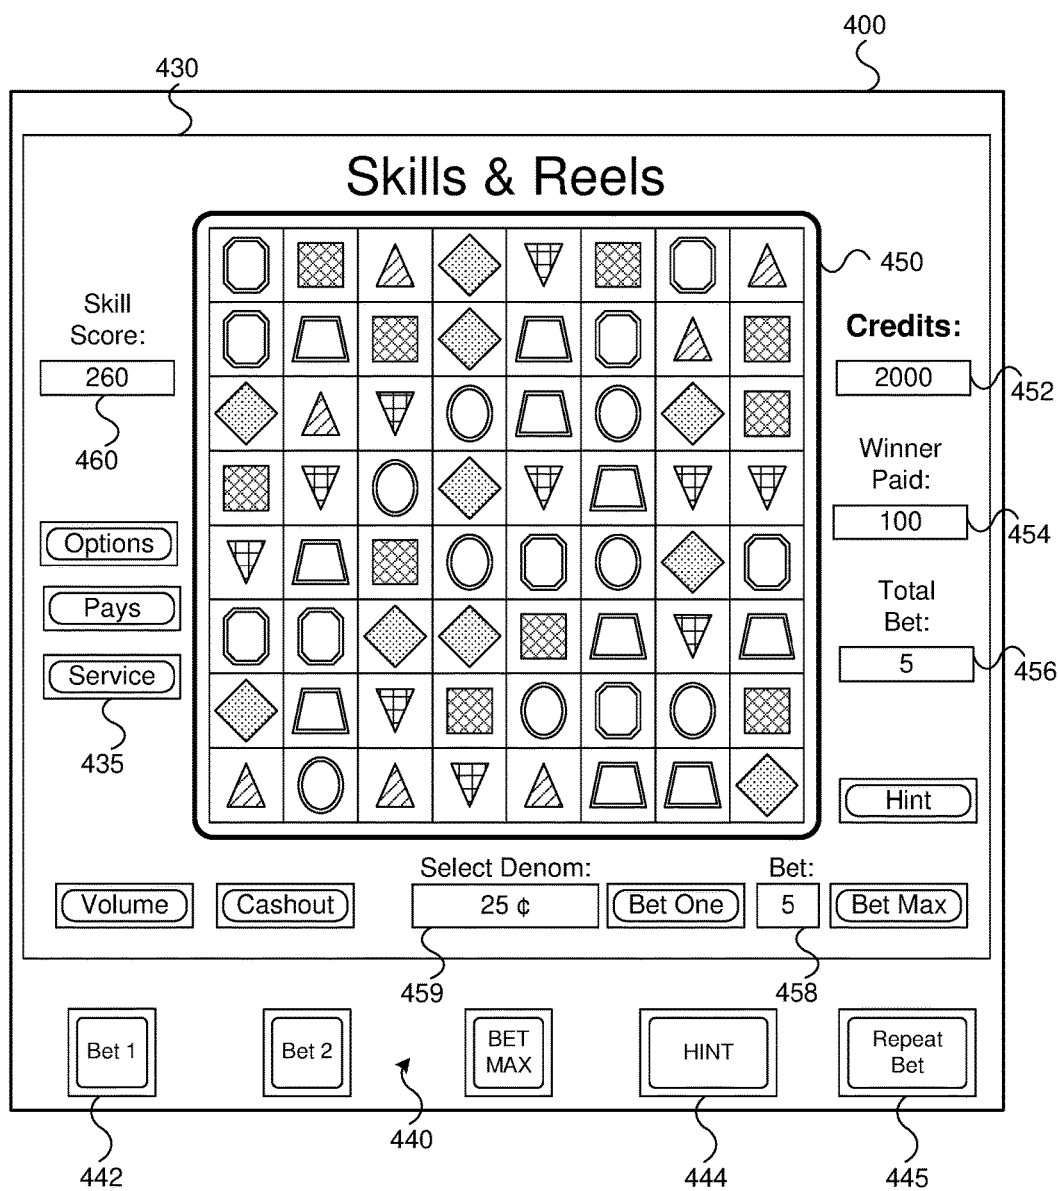 400
430
Skills & Reels
450
Skill
Score:
260
460
Credits:
2000
452
Winner
Paid:
100
454
Options
Pays
Service
435
Total
Bet:
5
456
Hint
Select Denom:
Bet:
Volume
Cashout
25 ¢
Bet One
5
Bet Max
459
458
Bet 1
Bet 2
BET
MAX
HINT
Repeat
Bet
440
442
444
445